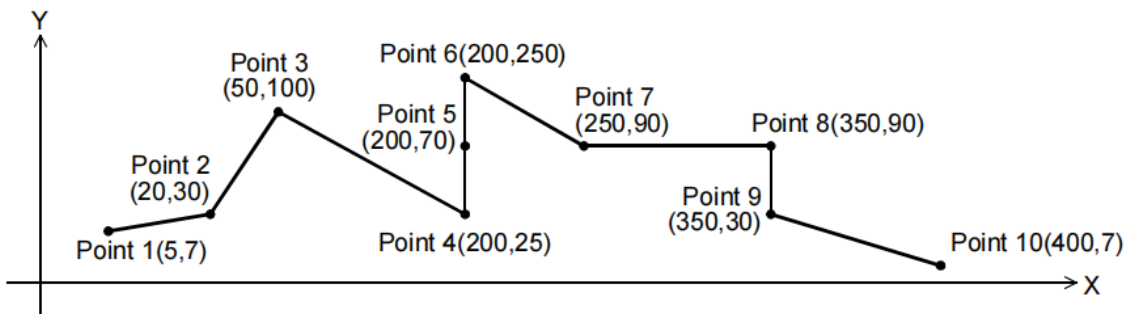 Y
Point 6(200,250)
Point 3
(50,100)
Point 7
(250,90)
Point 5
(200,70)
Point 8(350,90)
Point 2
(20,30)
Point 9
(350,30)
Point 1(5,7)
Point 4(200,25)
Point 10(400,7)
X